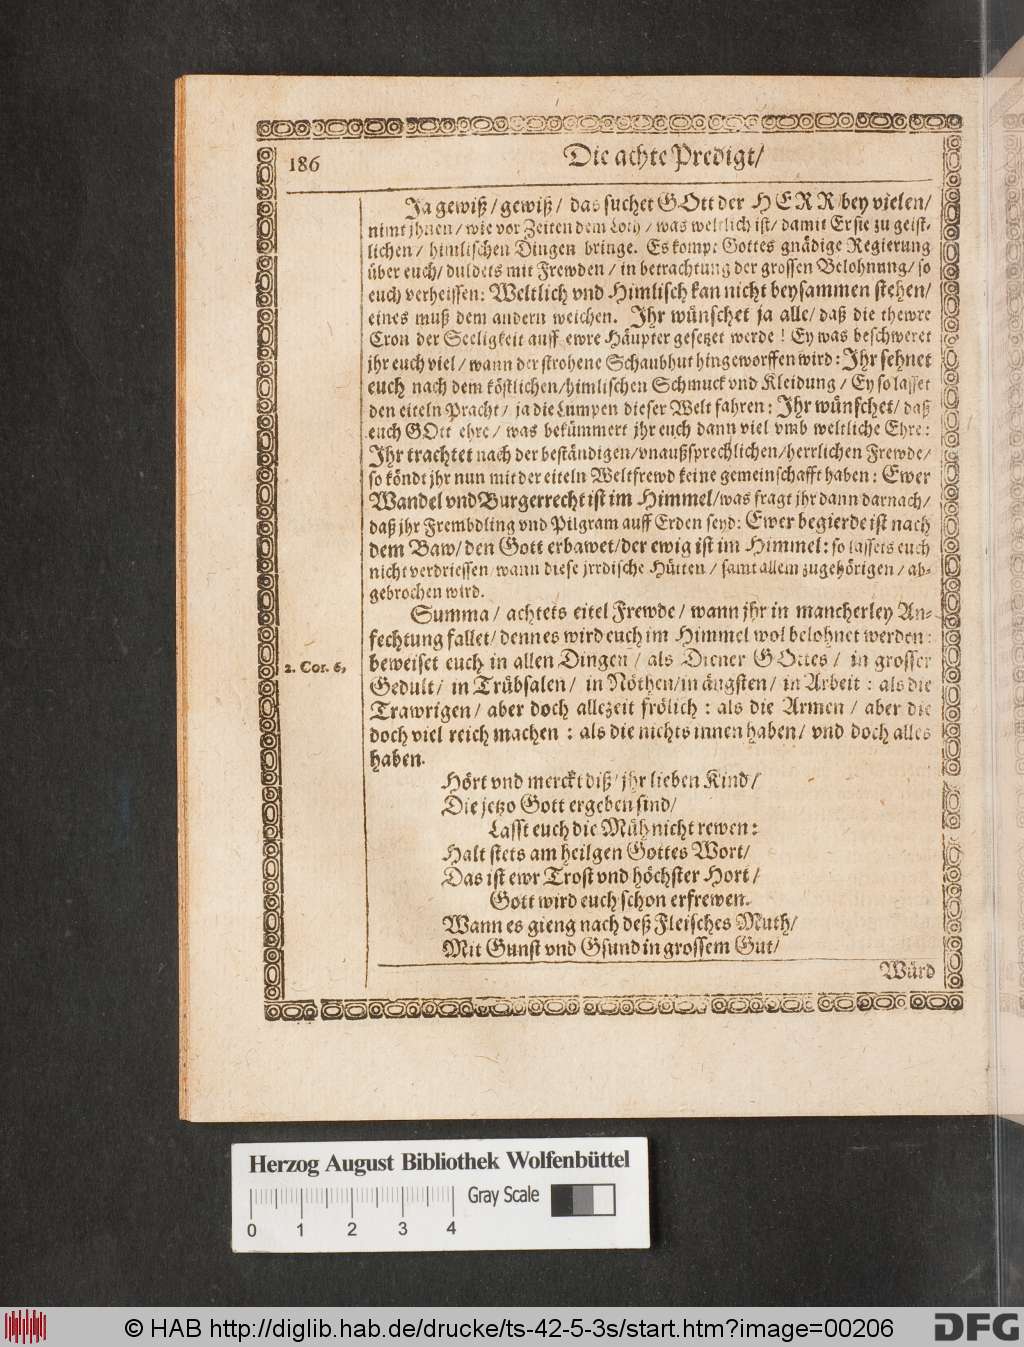 186
Die achte Predigt/
Ja gewiß/ gewiß/ das suchet GOtt der HERR/ bey vielen/
nimt jhnen/ wie vor Zeiten dem Loth/ was weltlich ist/ damit Er sie zu geist-
lichen/ himlischen Dingen bringe. Es kompt Gottes gnädige Regierung
über euch/ duldets mit Frewden/ in betrachtung der grossen Belohnung/ so
euch verheissen: Weltlich vnd Himlisch kan nicht beysammen stehen/
eines muß dem andern weichen. Ihr wünschet ja alle/ daß die thewre
Cron der Seeligkeit auff ewre Häupter gesetzet werde! Ey was beschweret
jhr euch viel/ wann der strohene Schaubhut hingeworffen wird: Ihr sehnet
euch nach dem köstlichen/ himlischen Schmuck vnd Kleidung/ Ey so lasset
den eiteln Pracht/ ja die Lumpen dieser Welt fahren: Ihr wünschet/ daß
euch GOtt ehre/ was bekümmert jhr euch dann viel vmb weltliche Ehre:
Ihr trachtet nach der beständigen/ vnaußsprechlichen/ herrlichen Frewde/
so köndt jhr nun mit der eiteln Weltfrewd keine gemeinschafft haben: Ewer
Wandel vnd Burgerrecht ist im Himmel/ was fragt jhr dann darnach/
daß jhr Frembdling vnd Pilgram auff Erden seyd: Ewer begierde ist nach
dem Baw/ den Gott erbawet/ der ewig ist im Himmel: so lassets euch
nicht verdriessen/ wann diese jrrdische Hütten/ samt allem zugehörigen/ ab-
gebrochen wird.
Summa/ achtets eitel Frewde/ wann jhr in mancherley An-
fechtung fallet/ denn es wird euch im Himmel wol belohnet werden:
2. Cor. 6, beweiset euch in allen Dingen/ als Diener GOttes/ in grosser
Gedult/ in Trübsalen/ in Nöthen/ in ängsten/ in Arbeit: als die
Trawrigen/ aber doch allezeit frölich: als die Armen/ aber die
doch viel reich machen: als die nichts innen haben/ vnd doch alles
haben.
Hört vnd merckt diß/ jhr lieben Kind/
Die jetzo Gott ergeben sind/
Lasst euch die Müh nicht rewen:
Halt stets am heilgen Gottes Wort/
Das ist ewr Trost vnd höchster Hort/
Gott wird euch schon erfrewen.
Wann es gieng nach deß Fleisches Muth/
Mit Gunst vnd Gsund in grossem Gut/
Würd
Herzog August Bibliothek Wolfenbüttel
Gray Scale
0 1 2 3 4
© HAB http://diglib.hab.de/drucke/ts-42-5-3s/start.htm?image=00206
DFG